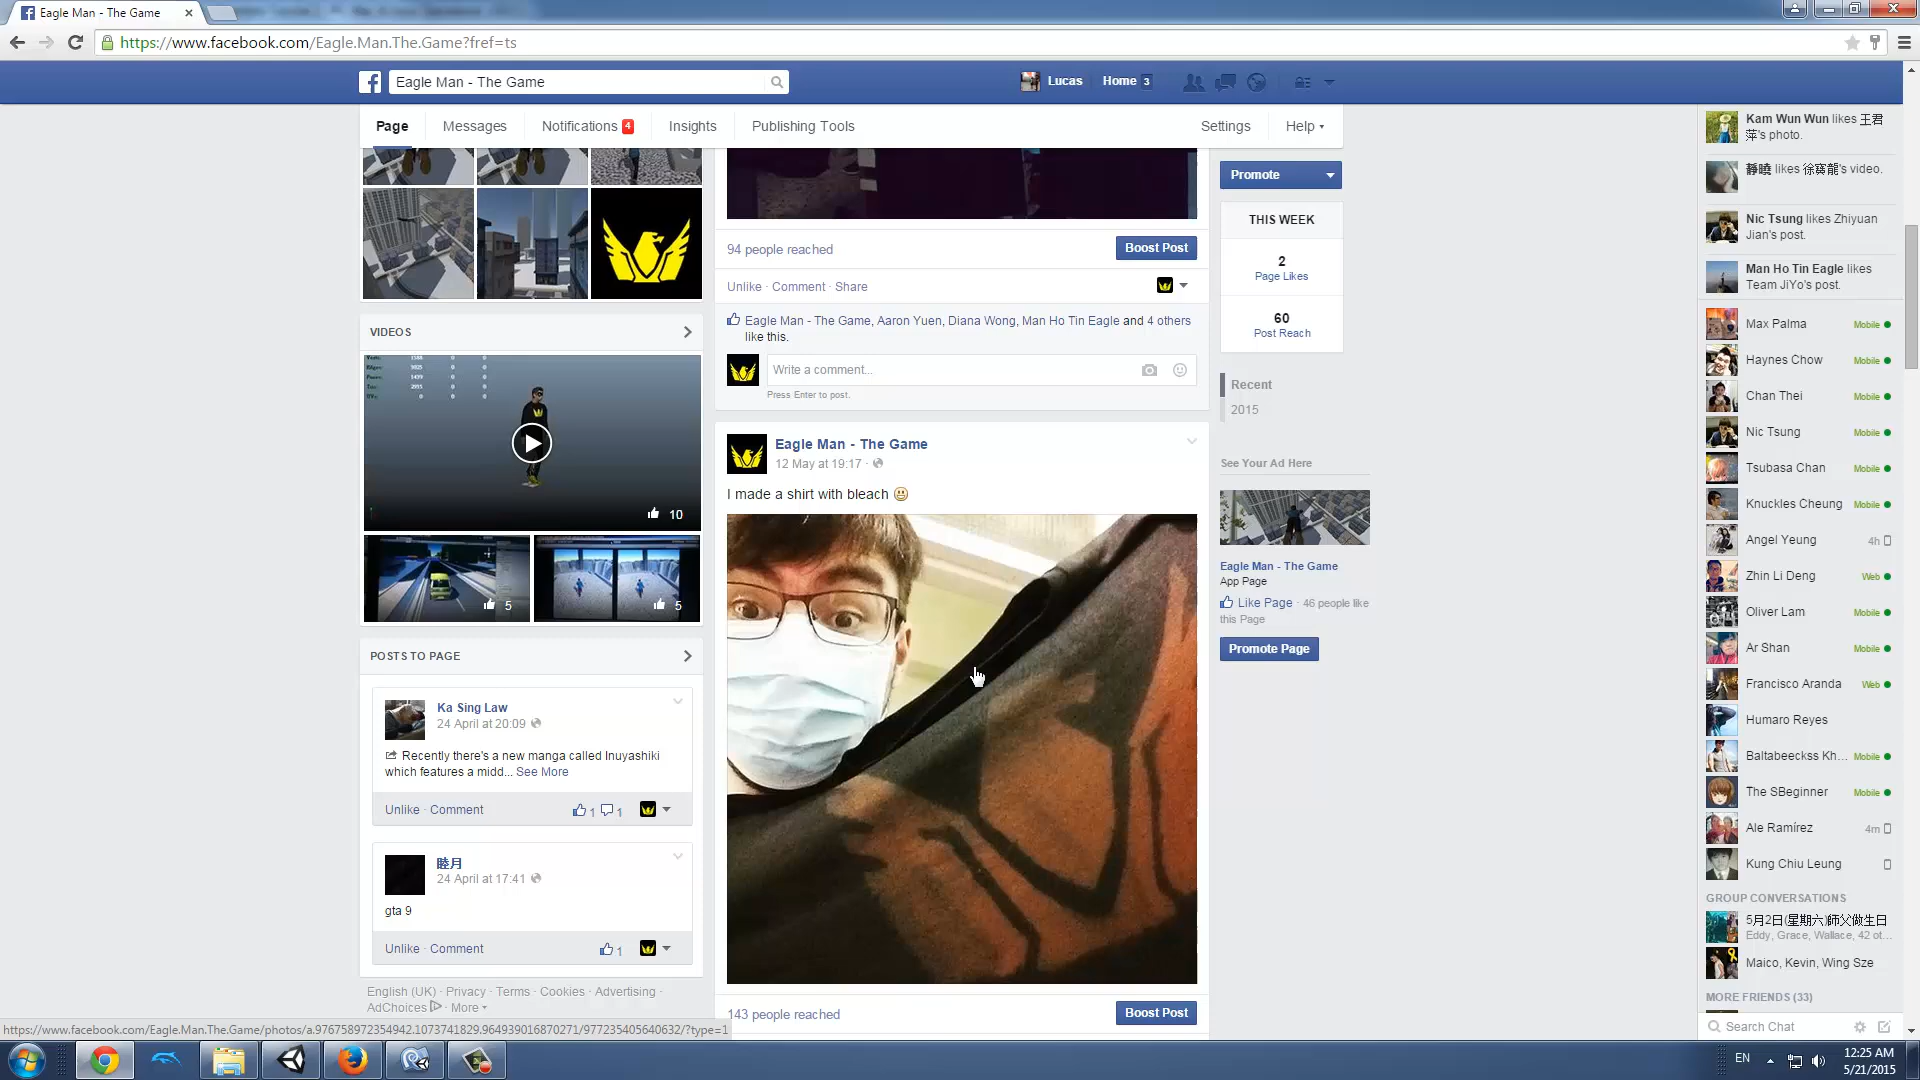 Eagle Man - The Game
https://www.facebook.com/Eagle.Man.The.Game?fref=ts
Eagle Man - The Game
Lucas
Home 3
Page
Messages
Notifications 4
Insights
Publishing Tools
Settings
Help
94 people reached
Boost Post
Unlike · Comment · Share
Eagle Man - The Game, Aaron Yuen, Diana Wong, Man Ho Tin Eagle and 4 others
like this.
Write a comment...
Press Enter to post.
VIDEOS
10
5
5
POSTS TO PAGE
Ka Sing Law
24 April at 20:09
Recently there's a new manga called Inuyashiki
which features a midd... See More
Unlike · Comment
1 1
睦月
24 April at 17:41
gta 9
Unlike · Comment
1
English (UK) · Privacy · Terms · Cookies · Advertising ·
AdChoices · More
Eagle Man - The Game
12 May at 19:17 ·
I made a shirt with bleach
143 people reached
Boost Post
Promote
THIS WEEK
2
Page Likes
60
Post Reach
Recent
2015
See Your Ad Here
Eagle Man - The Game
App Page
Like Page · 46 people like
this Page
Promote Page
Kam Wun Wun likes 王君
萍's photo.
靜曉 likes 徐寶龍's video.
Nic Tsung likes Zhiyuan
Jian's post.
Man Ho Tin Eagle likes
Team JiYo's post.
Max Palma Mobile
Haynes Chow Mobile
Chan Thei Mobile
Nic Tsung Mobile
Tsubasa Chan Mobile
Knuckles Cheung Mobile
Angel Yeung 4h
Zhin Li Deng Web
Oliver Lam Mobile
Ar Shan Mobile
Francisco Aranda Web
Humaro Reyes
Baltabeeckss Kh... Mobile
The SBeginner Mobile
Ale Ramírez 4m
Kung Chiu Leung
GROUP CONVERSATIONS
5月2日(星期六)師父做生日
Eddy, Grace, Wallace, 42 ot...
Maico, Kevin, Wing Sze
MORE FRIENDS (33)
Search Chat
https://www.facebook.com/Eagle.Man.The.Game/photos/a.976758972354942.1073741829.964939016870271/977235405640632/?type=1
EN
12:25 AM
5/21/2015